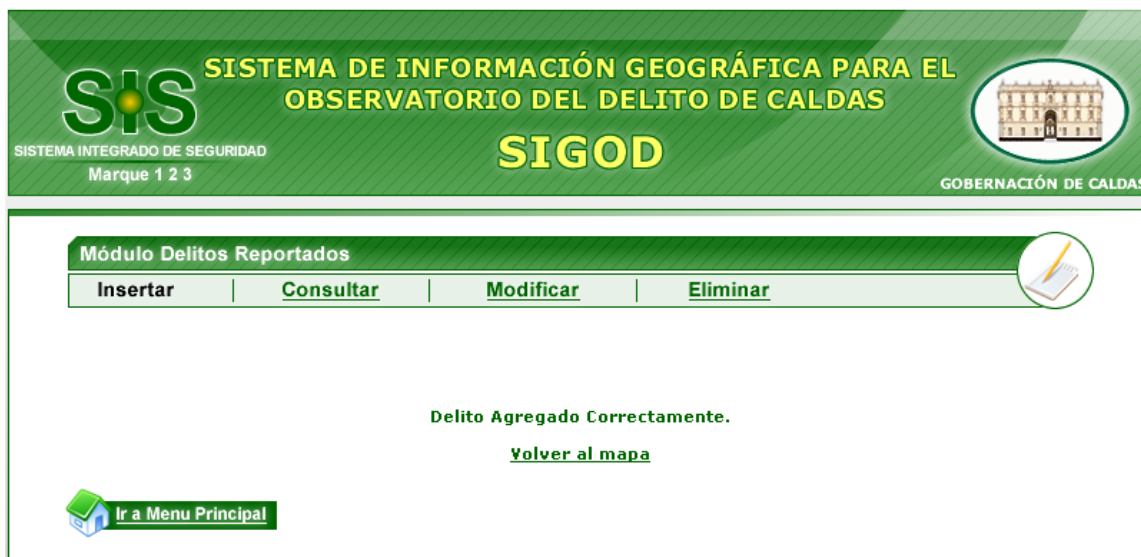 SIS
SISTEMA INTEGRADO DE SEGURIDAD
Marque 1 2 3
SISTEMA DE INFORMACIÓN GEOGRÁFICA PARA EL
OBSERVATORIO DEL DELITO DE CALDAS
SIGOD
GOBERNACIÓN DE CALDAS
Módulo Delitos Reportados
Insertar | Consultar | Modificar | Eliminar
Delito Agregado Correctamente.
Volver al mapa
Ir a Menu Principal